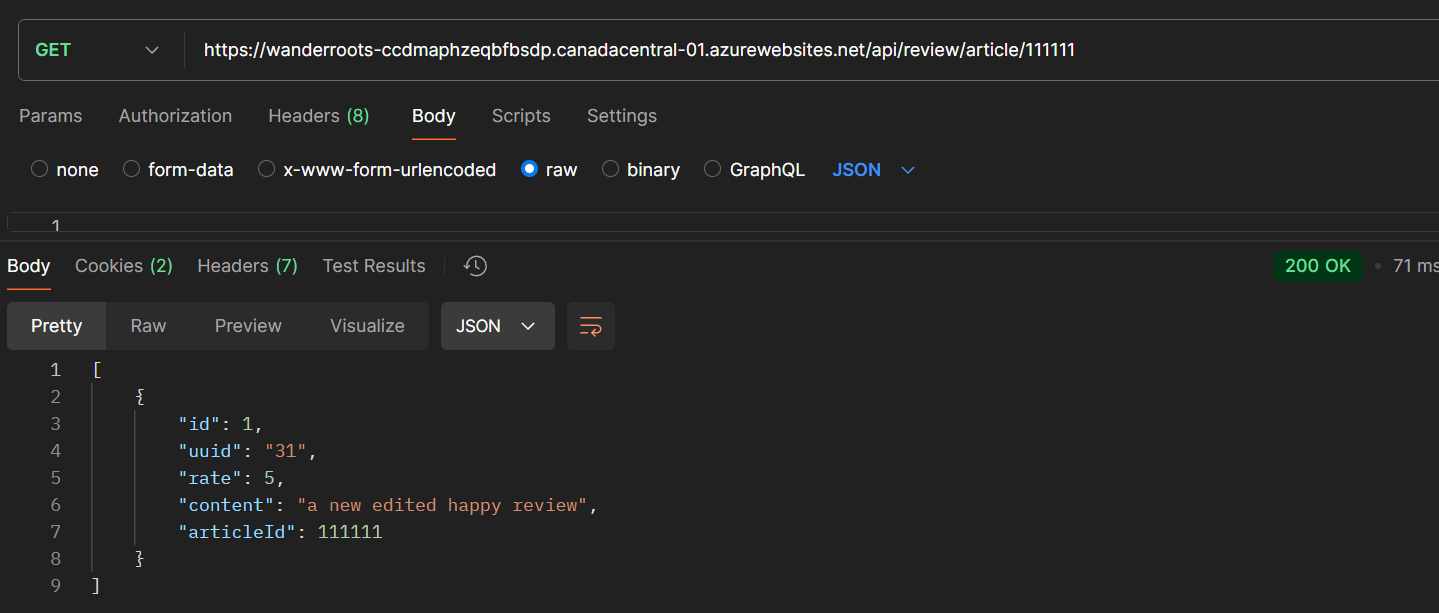 GET https://wanderroots-ccdmaphzeqbfbsdp.canadacentral-01.azurewebsites.net/api/review/article/111111
Params Authorization Headers (8) Body Scripts Settings
none form-data x-www-form-urlencoded raw binary GraphQL JSON
1
Body Cookies (2) Headers (7) Test Results 200 OK • 71 ms
Pretty Raw Preview Visualize JSON
1 [
2 {
3 "id": 1,
4 "uuid": "31",
5 "rate": 5,
6 "content": "a new edited happy review",
7 "articleId": 111111
8 }
9 ]